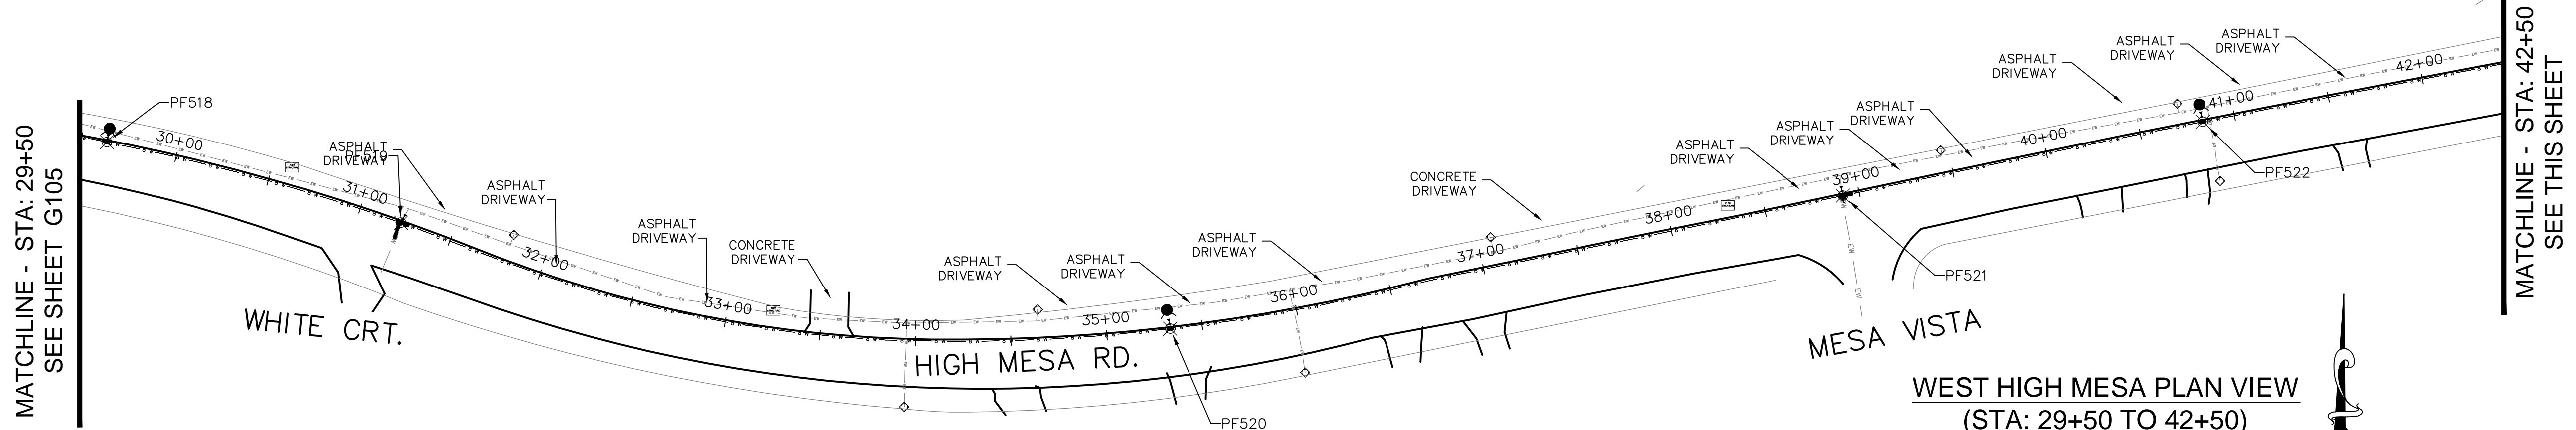 MATCHLINE - STA: 29+50
SEE SHEET G105
PF518
30+00
ASPHALT
DRIVEWAY
PF519
31+00
ASPHALT
DRIVEWAY
32+00
ASPHALT
DRIVEWAY
33+00
CONCRETE
DRIVEWAY
34+00
ASPHALT
DRIVEWAY
35+00
ASPHALT
DRIVEWAY
PF520
ASPHALT
DRIVEWAY
36+00
CONCRETE
DRIVEWAY
37+00
38+00
ASPHALT
DRIVEWAY
39+00
PF521
ASPHALT
DRIVEWAY
ASPHALT
DRIVEWAY
40+00
ASPHALT
DRIVEWAY
41+00
PF522
ASPHALT
DRIVEWAY
ASPHALT
DRIVEWAY
42+00
WHITE CRT.
HIGH MESA RD.
MESA VISTA
EW
EW
WEST HIGH MESA PLAN VIEW
(STA: 29+50 TO 42+50)
MATCHLINE - STA: 42+50
SEE THIS SHEET